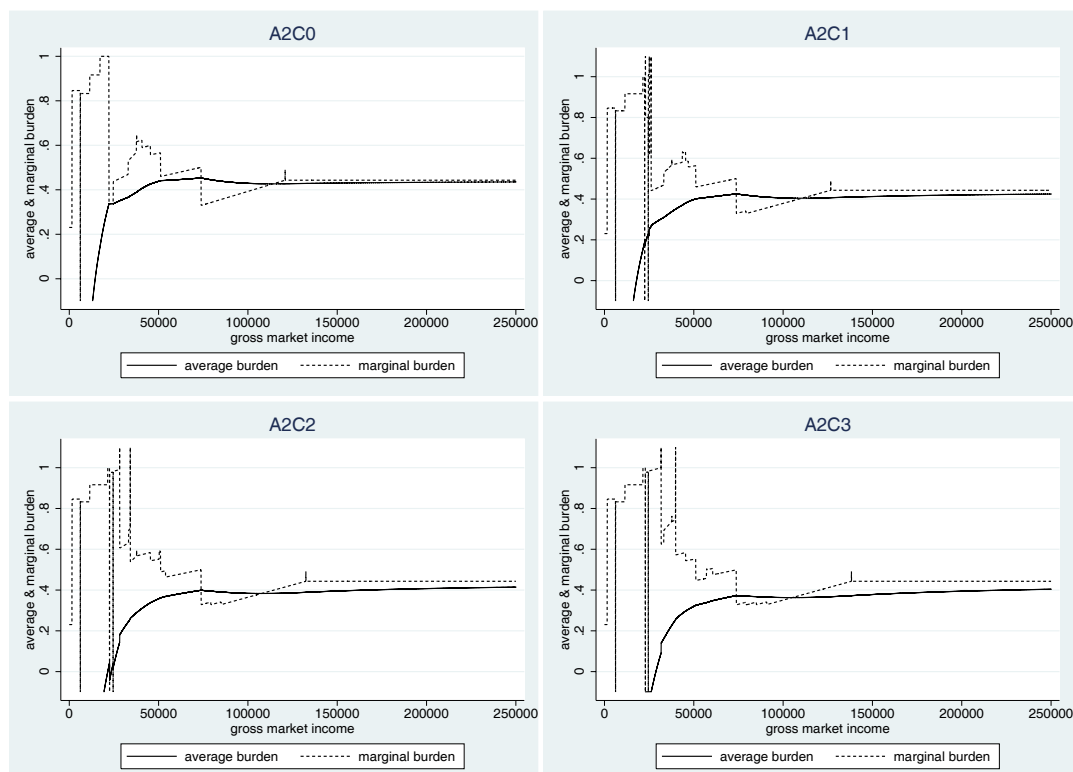 A2C0
average & marginal burden
1
.8
.6
.4
.2
0
0 50000 100000 150000 200000 250000
gross market income
average burden marginal burden
A2C1
average & marginal burden
1
.8
.6
.4
.2
0
0 50000 100000 150000 200000 250000
gross market income
average burden marginal burden
A2C2
average & marginal burden
1
.8
.6
.4
.2
0
0 50000 100000 150000 200000 250000
gross market income
average burden marginal burden
A2C3
average & marginal burden
1
.8
.6
.4
.2
0
0 50000 100000 150000 200000 250000
gross market income
average burden marginal burden